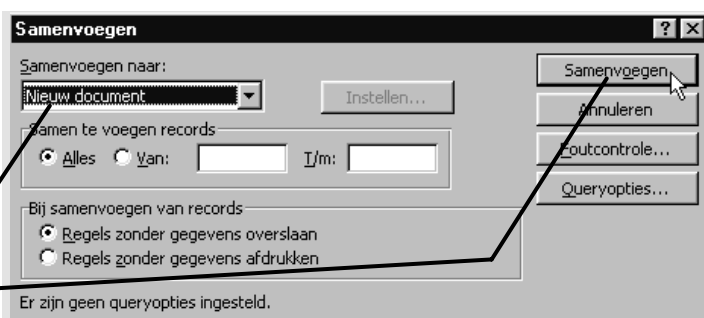 Samenvoegen
Samenvoegen naar:
Nieuw document
Instellen...
Samen te voegen records
Alles Van: T/m:
Bij samenvoegen van records
Regels zonder gegevens overslaan
Regels zonder gegevens afdrukken
Er zijn geen queryopties ingesteld.
Samenvoegen
Annuleren
Foutcontrole...
Queryopties...